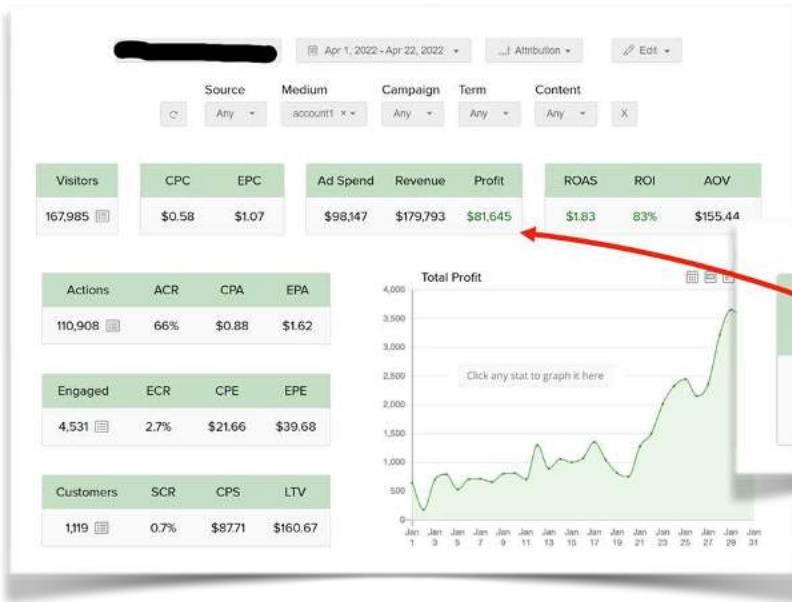 Apr 1, 2022 - Apr 22, 2022
Attribution
Edit
Source Medium Campaign Term Content
Any account1 × Any Any Any X
Visitors CPC EPC Ad Spend Revenue Profit ROAS ROI AOV
167,985 $0.58 $1.07 $98,147 $179,793 $81,645 $1.83 83% $155.44
Actions ACR CPA EPA
110,908 66% $0.88 $1.62
Engaged ECR CPE EPE
4,531 2.7% $21.66 $39.68
Customers SCR CPS LTV
1,119 0.7% $87.71 $160.67
Total Profit
4,000
3,500
3,000
2,500
Click any stat to graph it here
2,000
1,500
1,000
500
0
Jan Jan Jan Jan Jan Jan Jan Jan Jan Jan Jan Jan Jan Jan Jan Jan
1 3 5 7 9 11 13 15 17 19 21 23 25 27 29 31